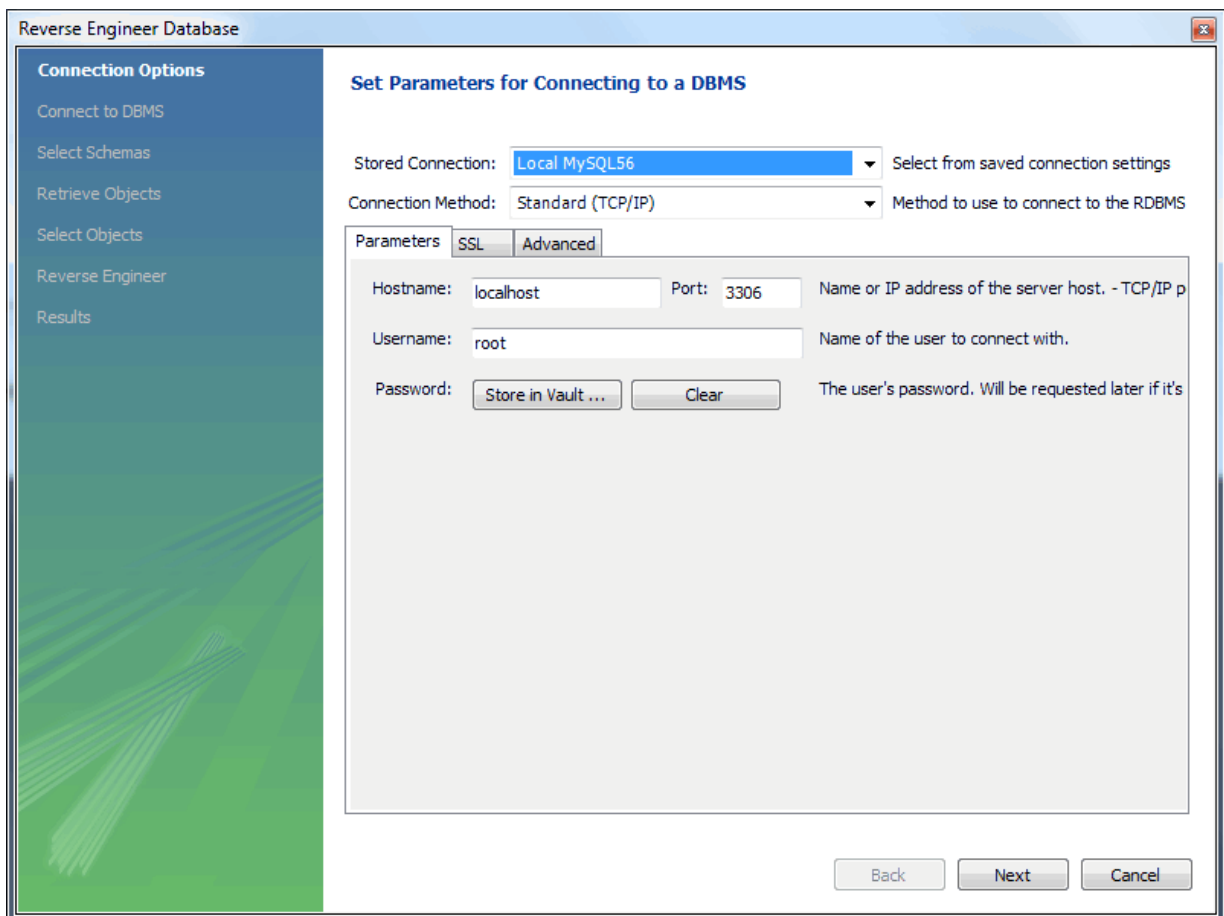 Reverse Engineer Database
Connection Options
Connect to DBMS
Select Schemas
Retrieve Objects
Select Objects
Reverse Engineer
Results
Set Parameters for Connecting to a DBMS
Stored Connection: Local MySQL56 Select from saved connection settings
Connection Method: Standard (TCP/IP) Method to use to connect to the RDBMS
Parameters SSL Advanced
Hostname: localhost Port: 3306 Name or IP address of the server host. - TCP/IP p
Username: root Name of the user to connect with.
Password: Store in Vault ... Clear The user's password. Will be requested later if it's
Back Next Cancel